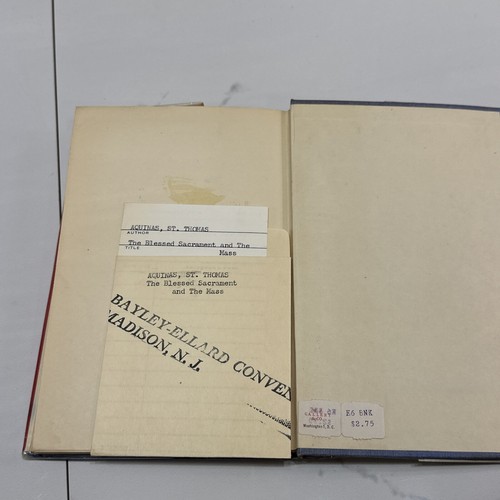 AQUINAS, ST. THOMAS
AUTHOR
The Blessed Sacrament and The
TITLE
Mass
AQUINAS, ST. THOMAS
The Blessed Sacrament
and The Mass
BAYLEY-ELLARD CONVEN
MADISON, N.J.
Washington, D.C.
E6 BNK
$2.75